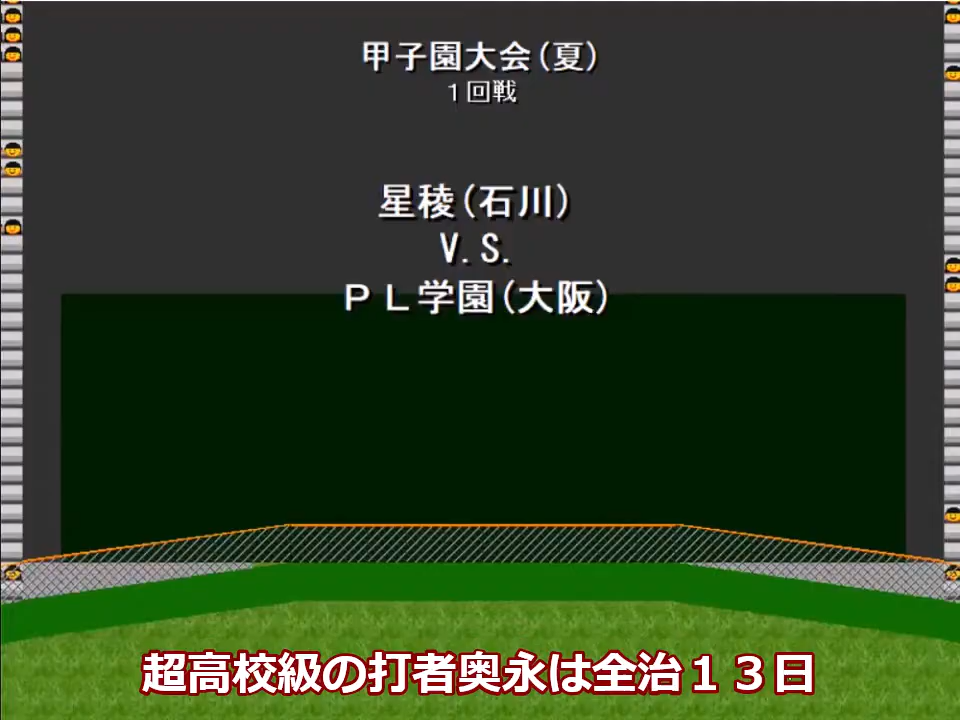 甲子園大会(夏)
１回戦
星稜(石川)
V.S.
ＰＬ学園(大阪)
超高校級の打者奥永は全治１３日